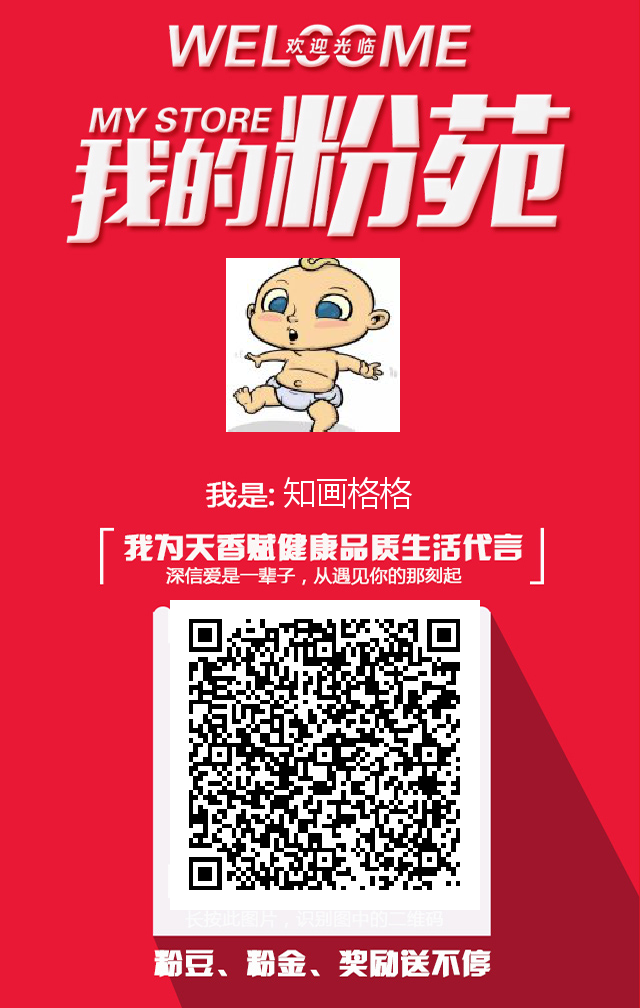 WELCOME
欢迎光临
MY STORE
我的粉苑
我是: 知画格格
我为天香赋健康品质生活代言
深信爱是一辈子，从遇见你的那刻起
长按此图片，识别图中的二维码
粉豆、粉金、奖励送不停